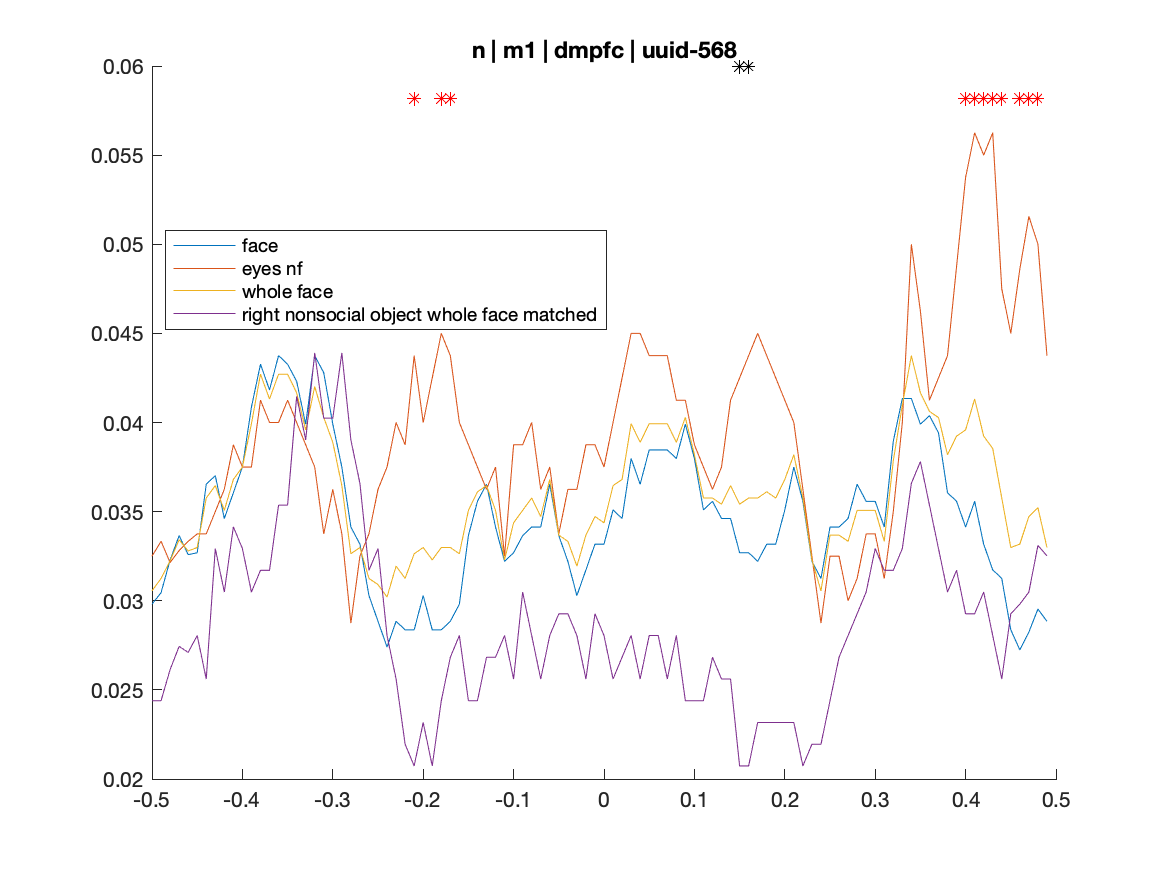 n | m1 | dmpfc | uuid-568
0.06
0.055
0.05
0.045
0.04
0.035
0.03
0.025
0.02
face
eyes nf
whole face
right nonsocial object whole face matched
-0.5 -0.4 -0.3 -0.2 -0.1 0 0.1 0.2 0.3 0.4 0.5